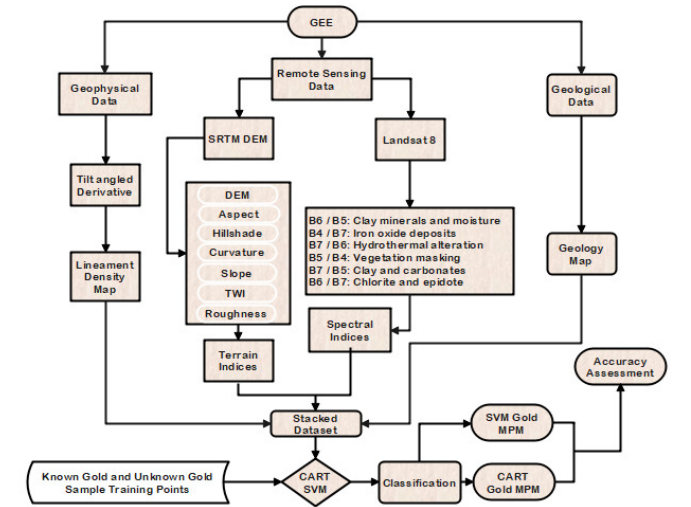 GEE
Remote Sensing
Data
Geophysical
Data
Geological
Data
SRTM DEM
Landsat 8
Tilt angled
Derivative
DEM
Aspect
Hillshade
Curvature
Slope
TWI
Roughness
B6 / B5: Clay minerals and moisture
B4 / B7: Iron oxide deposits
B7 / B6: Hydrothermal alteration
B5 / B4: Vegetation masking
B7 / B5: Clay and carbonates
B6 / B7: Chlorite and epidote
Lineament
Density
Map
Geology
Map
Spectral
Indices
Terrain
Indices
Accuracy
Assessment
Stacked
Dataset
SVM Gold
MPM
Known Gold and Unknown Gold
Sample Training Points
CART
SVM
Classification
CART
Gold MPM